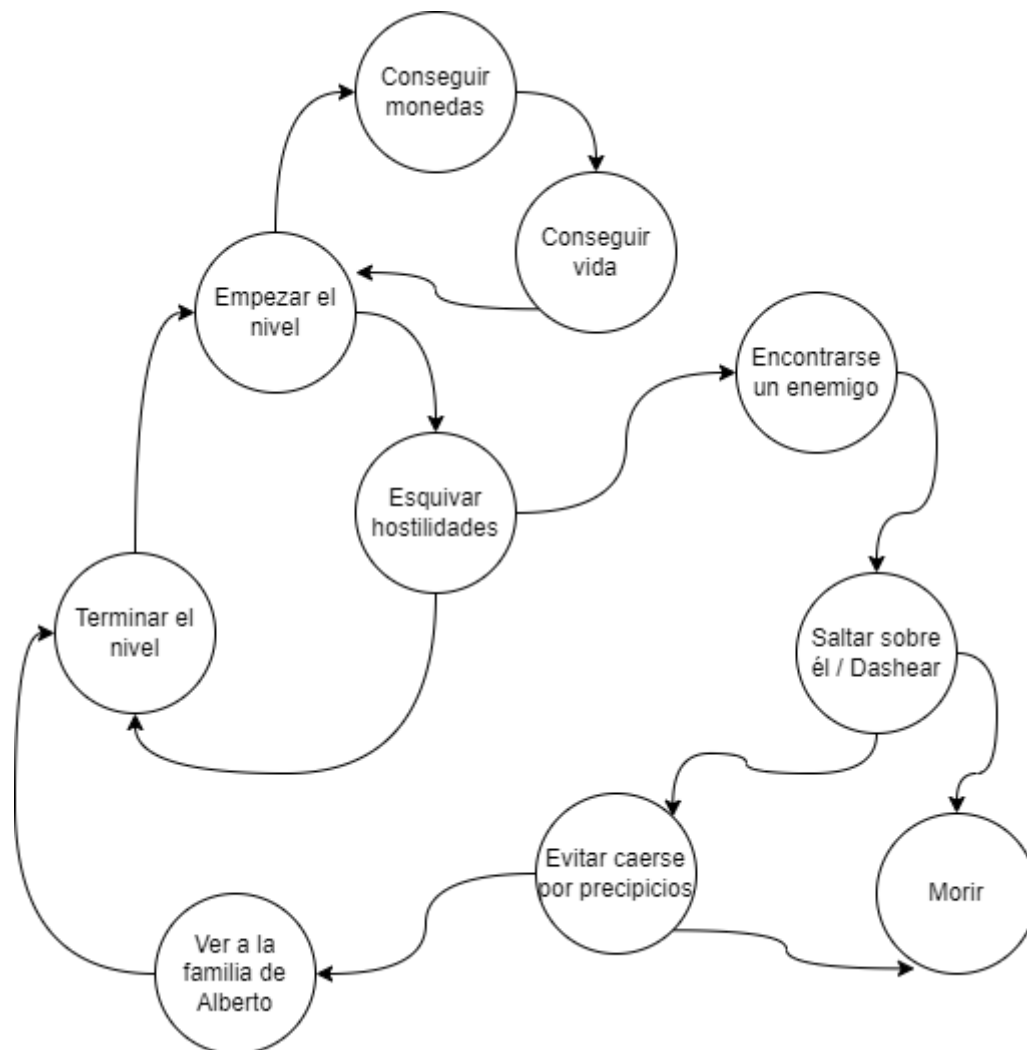 Conseguir
monedas
Conseguir
vida
Empezar el
nivel
Encontrarse
un enemigo
Esquivar
hostilidades
Terminar el
nivel
Saltar sobre
él / Dashear
Evitar caerse
por precipicios
Morir
Ver a la
familia de
Alberto